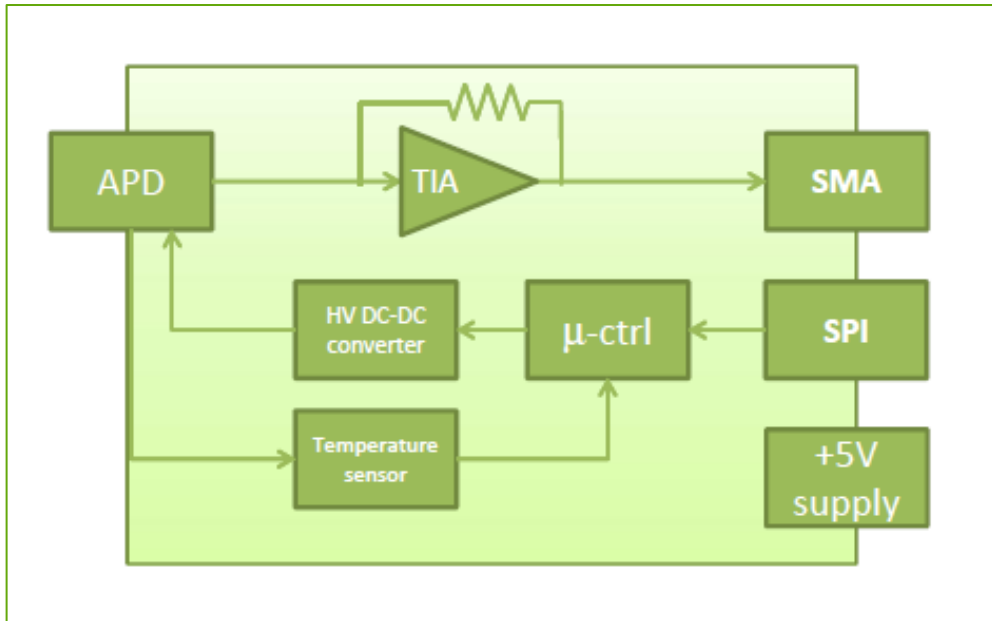 APD
TIA
SMA
HV DC-DC
converter
μ-ctrl
SPI
Temperature
sensor
+5V
supply